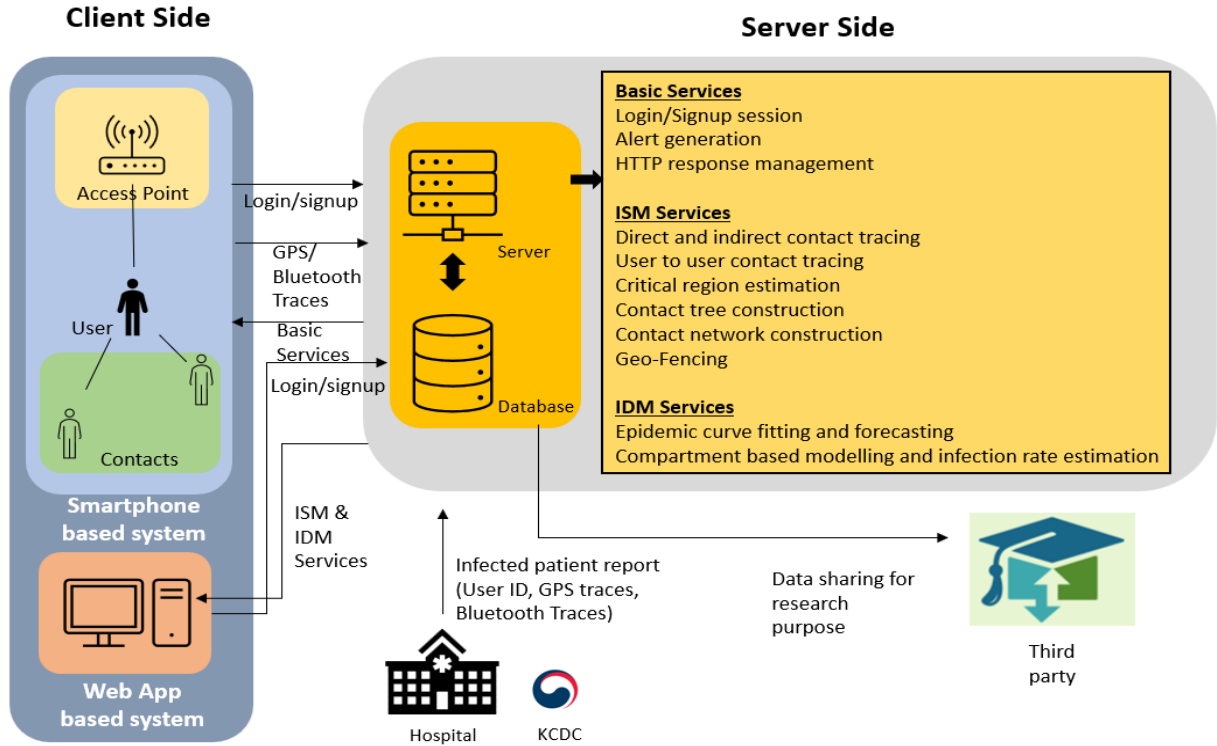 Client Side
Server Side
Access Point
User
Contacts
Smartphone
based system
Web App
based system
Login/signup
GPS/
Bluetooth
Traces
Basic
Services
Login/signup
ISM &
IDM
Services
Server
Database
Basic Services
Login/Signup session
Alert generation
HTTP response management
ISM Services
Direct and indirect contact tracing
User to user contact tracing
Critical region estimation
Contact tree construction
Contact network construction
Geo-Fencing
IDM Services
Epidemic curve fitting and forecasting
Compartment based modelling and infection rate estimation
Infected patient report
(User ID, GPS traces,
Bluetooth Traces)
Hospital
KCDC
Data sharing for
research
purpose
Third
party